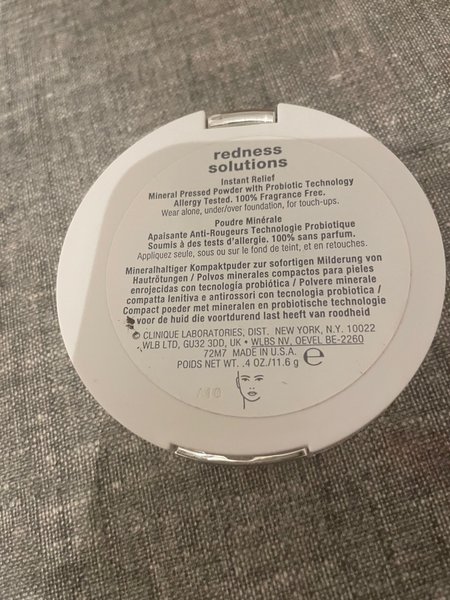 redness
solutions
Instant Relief
Mineral Pressed Powder with Probiotic Technology
Allergy Tested. 100% Fragrance Free.
Wear alone, under/over foundation, for touch-ups.
Poudre Minérale
Apaisante Anti-Rougeurs Technologie Probiotique
Soumis à des tests d'allergie. 100% sans parfum.
Appliquez seule, sous ou sur le fond de teint, et en retouches.
Mineralhaltiger Kompaktpuder zur sofortigen Milderung von
Hautrötungen / Polvos minerales compactos para pieles
enrojecidas con tecnología probiótica / Polvere minerale
compatta lenitiva e antirossori con tecnologia probiotica /
Compact poeder met mineralen en probiotische technologie
voor de huid die voortdurend last heeft van roodheid
© CLINIQUE LABORATORIES, DIST. NEW YORK, N.Y. 10022
WLB LTD, GU32 3DD, UK • WLBS NV, OEVEL BE-2260
72M7 MADE IN U.S.A.
POIDS NET WT. .4 OZ./11.6 g e